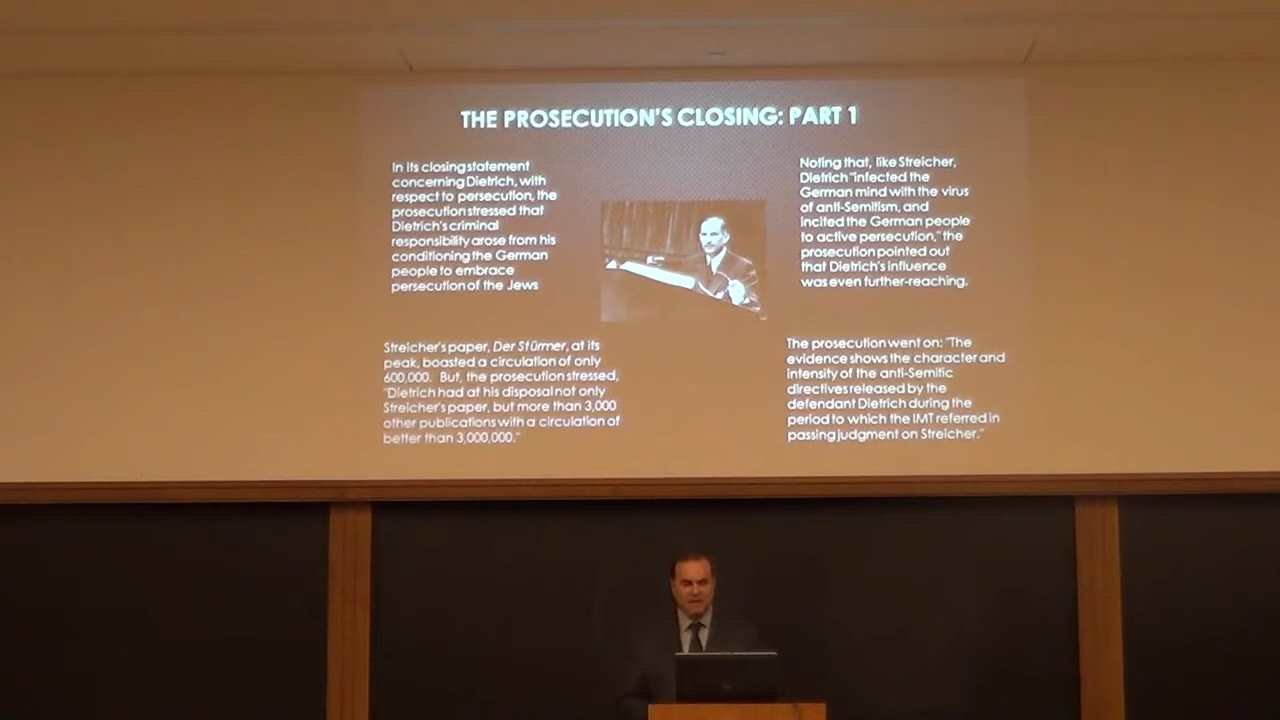 THE PROSECUTION'S CLOSING: PART 1
In its closing statement
concerning Dietrich, with
respect to persecution, the
prosecution stressed that
Dietrich's criminal
responsibility arose from his
conditioning the German
people to embrace
persecution of the Jews
Noting that, like Streicher,
Dietrich "infected the
German mind with the virus
of anti-Semitism, and
incited the German people
to active persecution," the
prosecution pointed out
that Dietrich's influence
was even further-reaching.
Streicher's paper, Der Stürmer, at its
peak, boasted a circulation of only
600,000. But, the prosecution stressed,
"Dietrich had at his disposal not only
Streicher's paper, but more than 3,000
other publications with a circulation of
better than 3,000,000."
The prosecution went on: "The
evidence shows the character and
intensity of the anti-Semitic
directives released by the
defendant Dietrich during the
period to which the IMT referred in
passing judgment on Streicher."